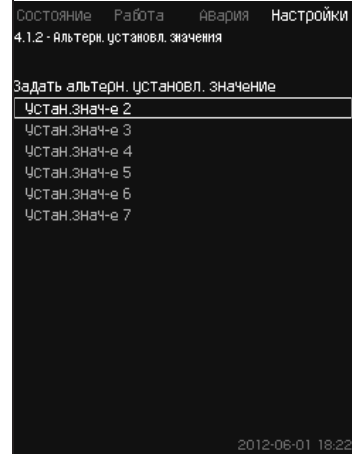 Состояние Работа Авария Настройки
4.1.2 - Альтерн. установл. значения
Задать альтерн. установл. значение
Устан.знач-е 2
Устан.знач-е 3
Устан.знач-е 4
Устан.знач-е 5
Устан.знач-е 6
Устан.знач-е 7
2012-06-01 18:22